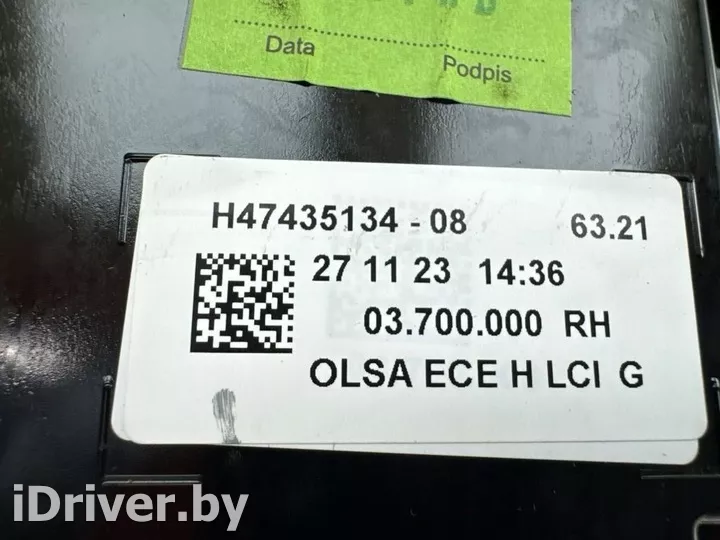 Data Podpis
H47435134 - 08 63.21
27 11 23 14:36
03.700.000 RH
OLSA ECE H LCI G
iDriver.by